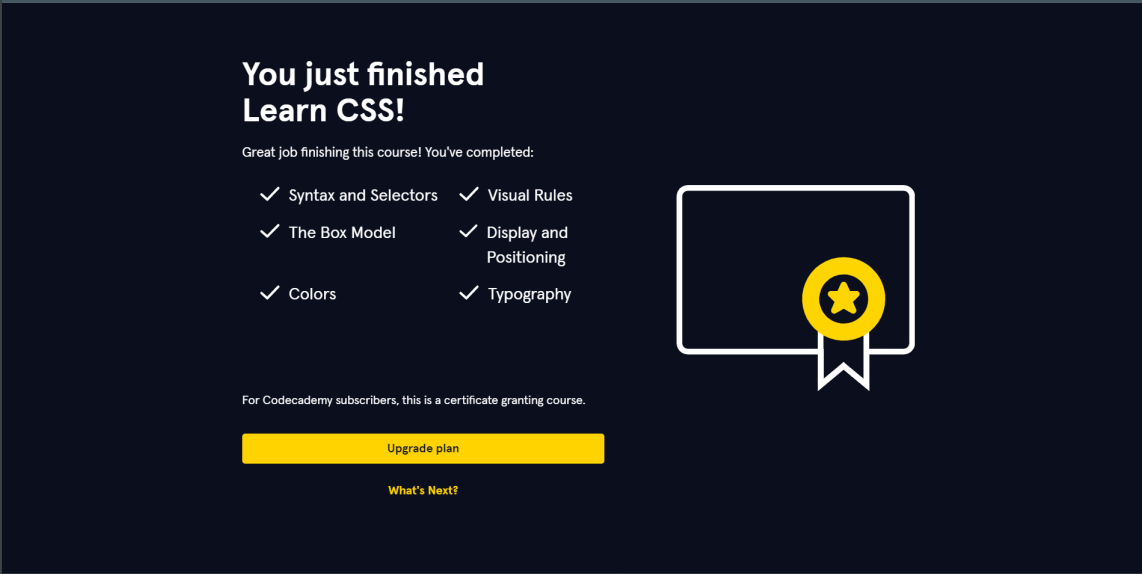 You just finished
Learn CSS!
Great job finishing this course! You've completed:
Syntax and Selectors
Visual Rules
The Box Model
Display and
Positioning
Colors
Typography
For Codecademy subscribers, this is a certificate granting course.
Upgrade plan
What's Next?